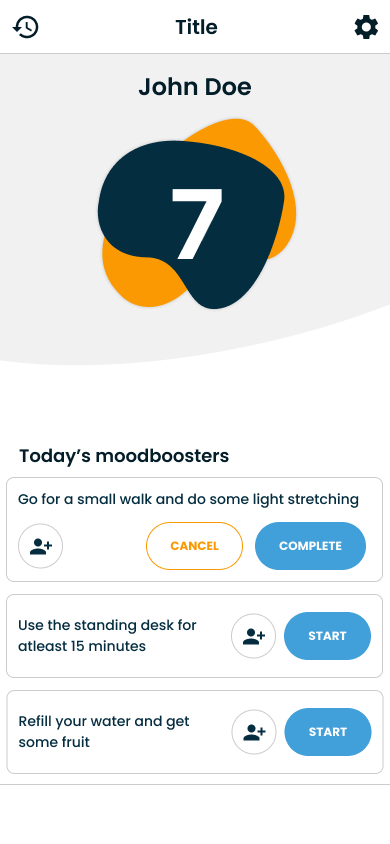 Title
John Doe
7
Today’s moodboosters
Go for a small walk and do some light stretching
CANCEL
COMPLETE
Use the standing desk for
atleast 15 minutes
START
Refill your water and get
some fruit
START